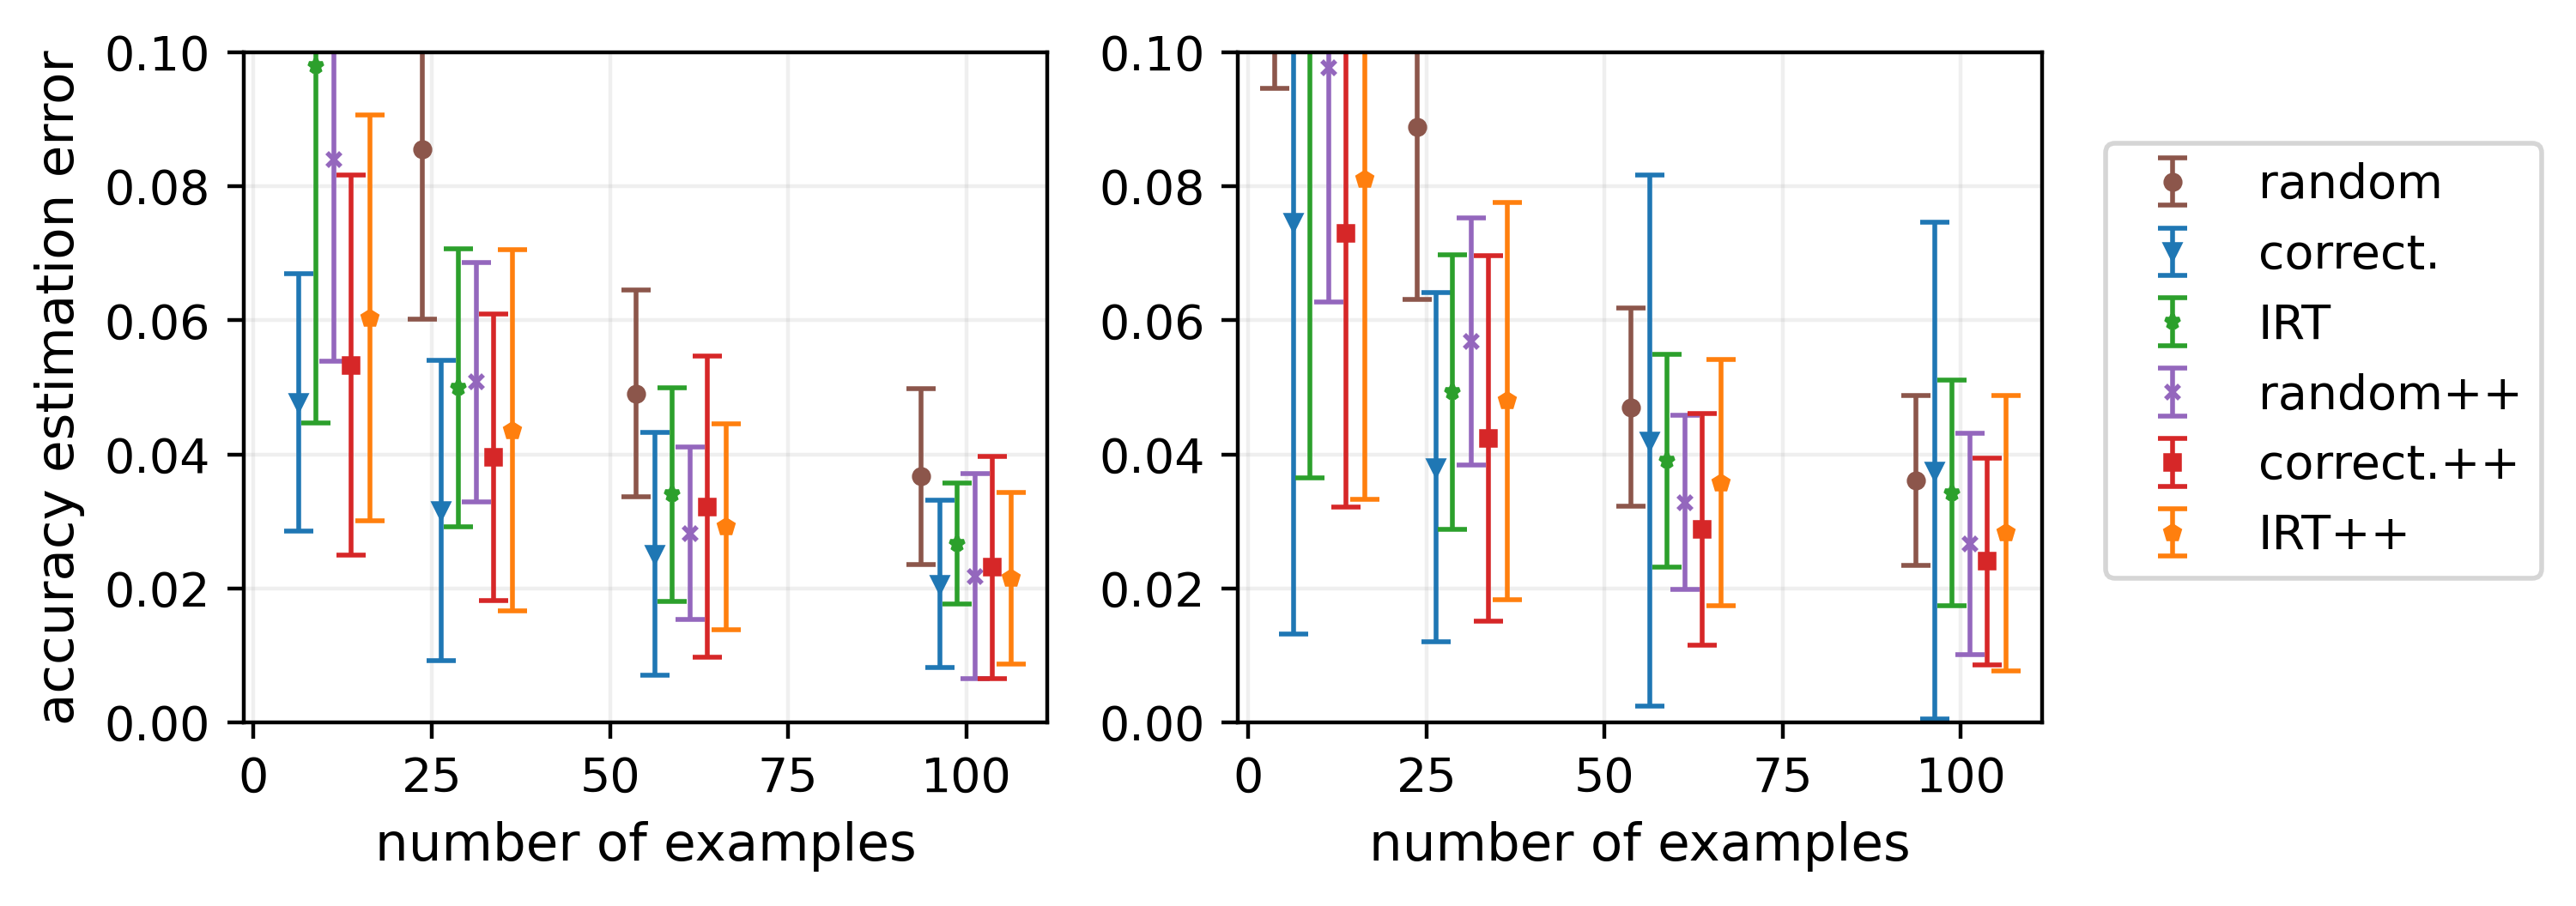 accuracy estimation error
0.10
0.08
0.06
0.04
0.02
0.00
0 25 50 75 100
number of examples
0.10
0.08
0.06
0.04
0.02
0.00
0 25 50 75 100
number of examples
random
correct.
IRT
random++
correct.++
IRT++